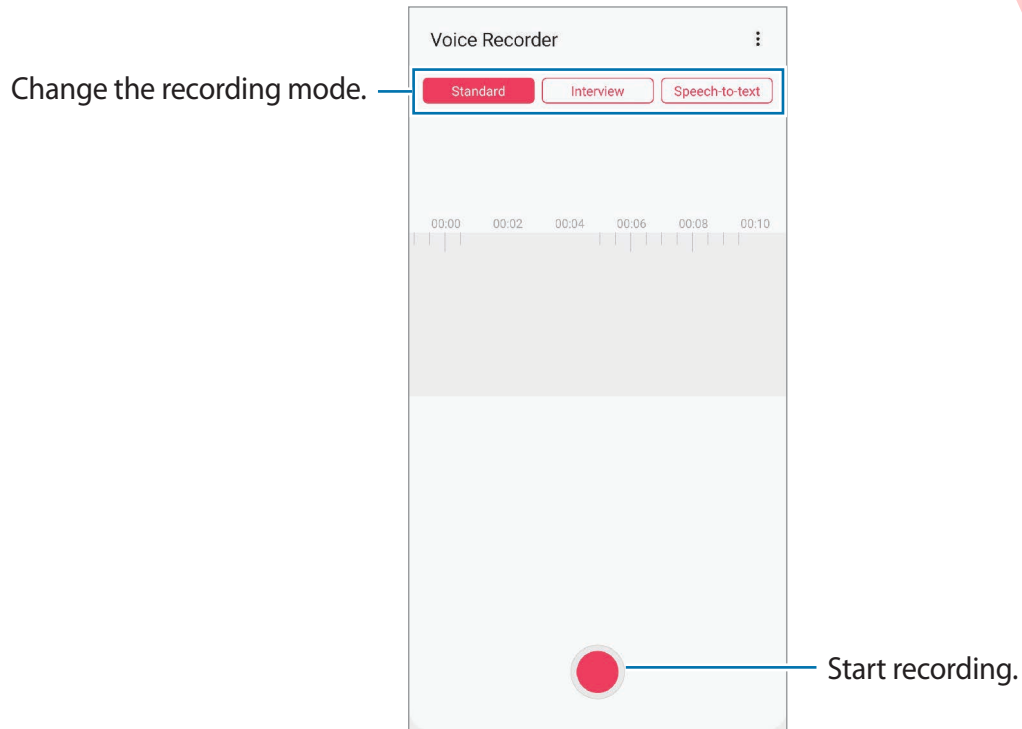 Voice Recorder
Change the recording mode.
Standard Interview Speech-to-text
00:00 00:02 00:04 00:06 00:08 00:10
Start recording.